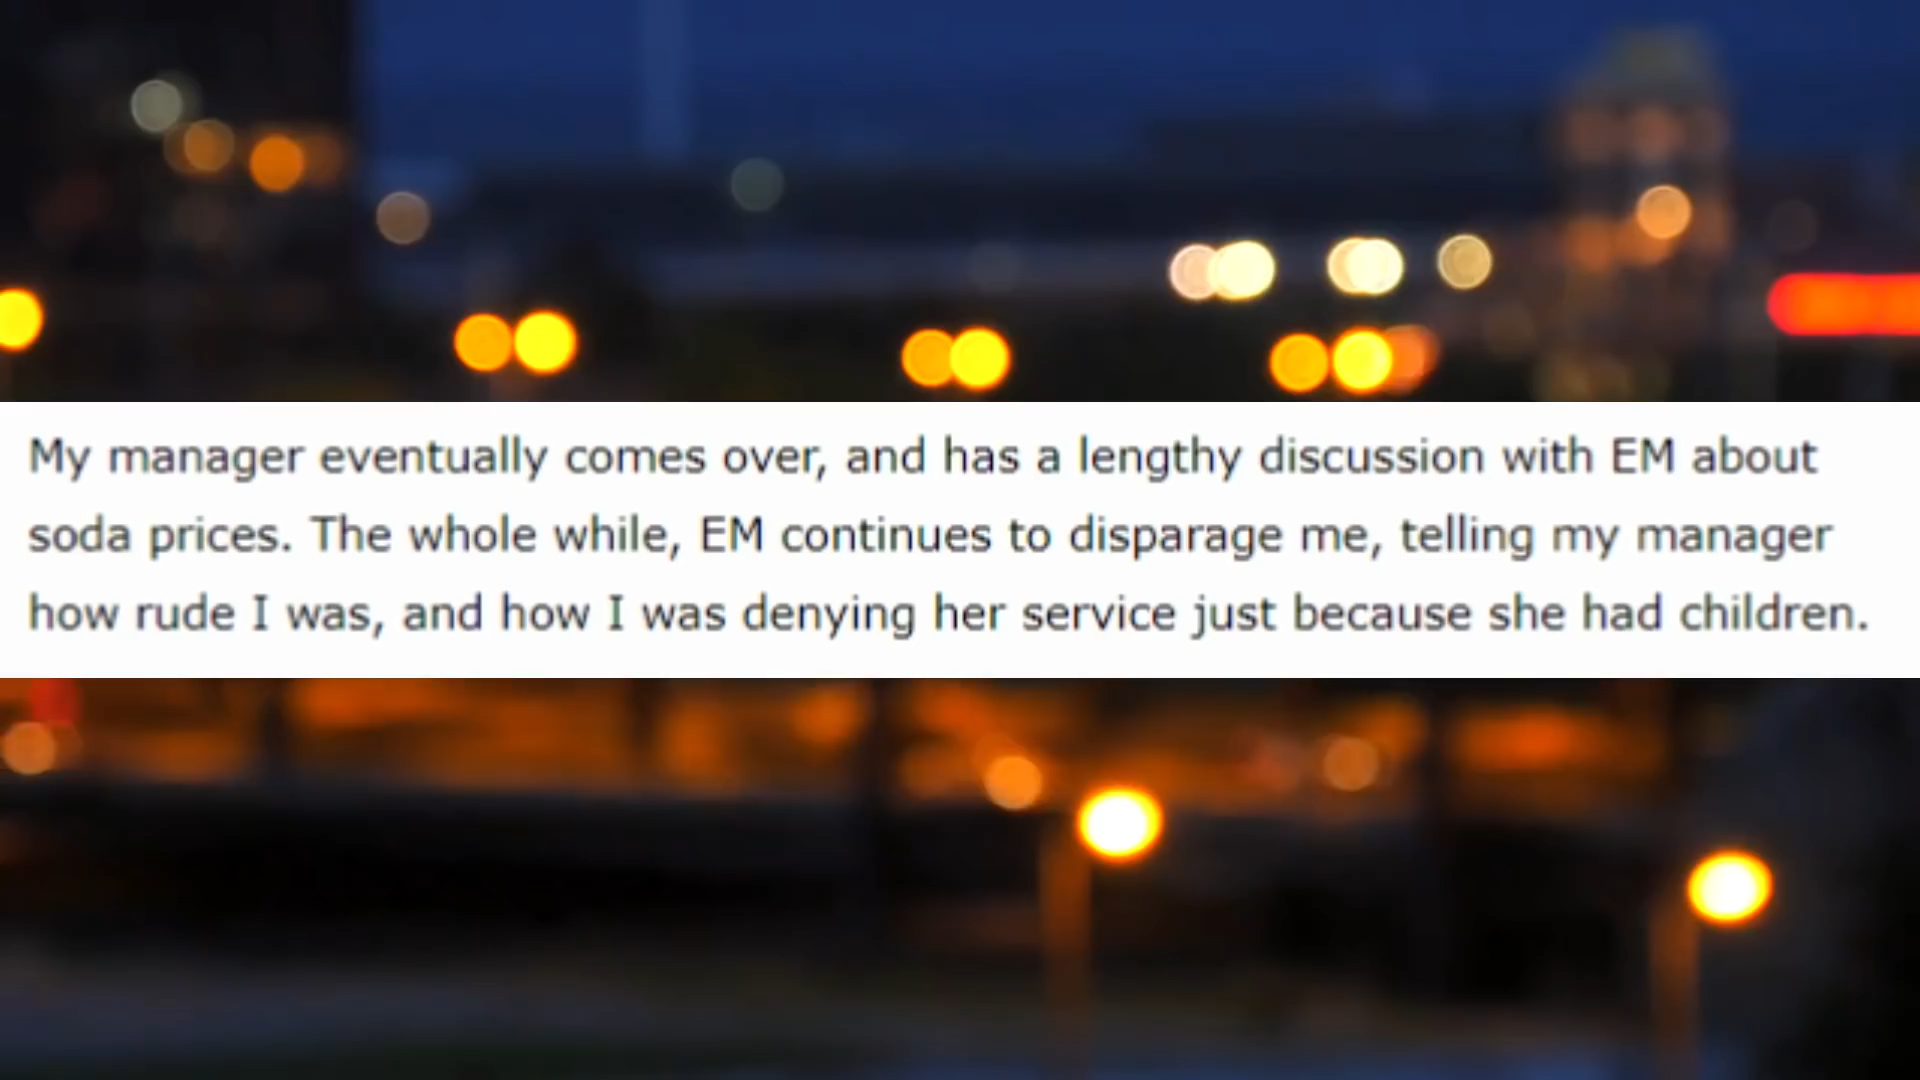 My manager eventually comes over, and has a lengthy discussion with EM about
soda prices. The whole while, EM continues to disparage me, telling my manager
how rude I was, and how I was denying her service just because she had children.